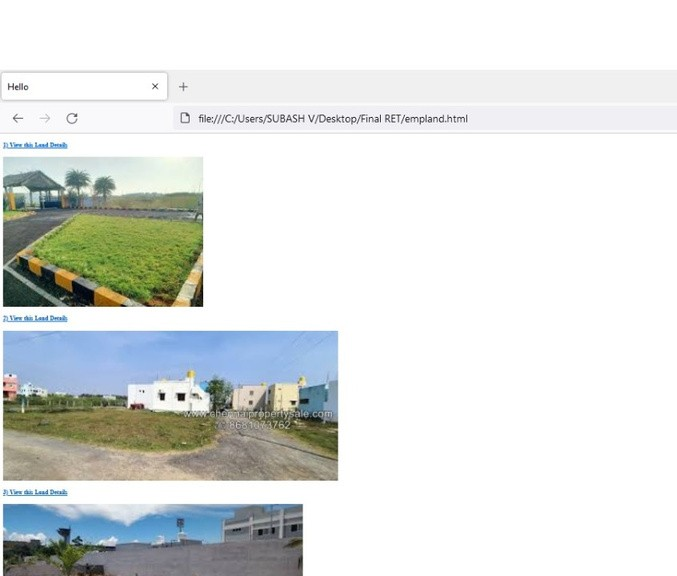 Hello
file:///C:/Users/SUBASH V/Desktop/Final RET/empland.html
1) View this Land Details
2) View this Land Details
www.chennaipropertysale.com
8681073762
3) View this Land Details